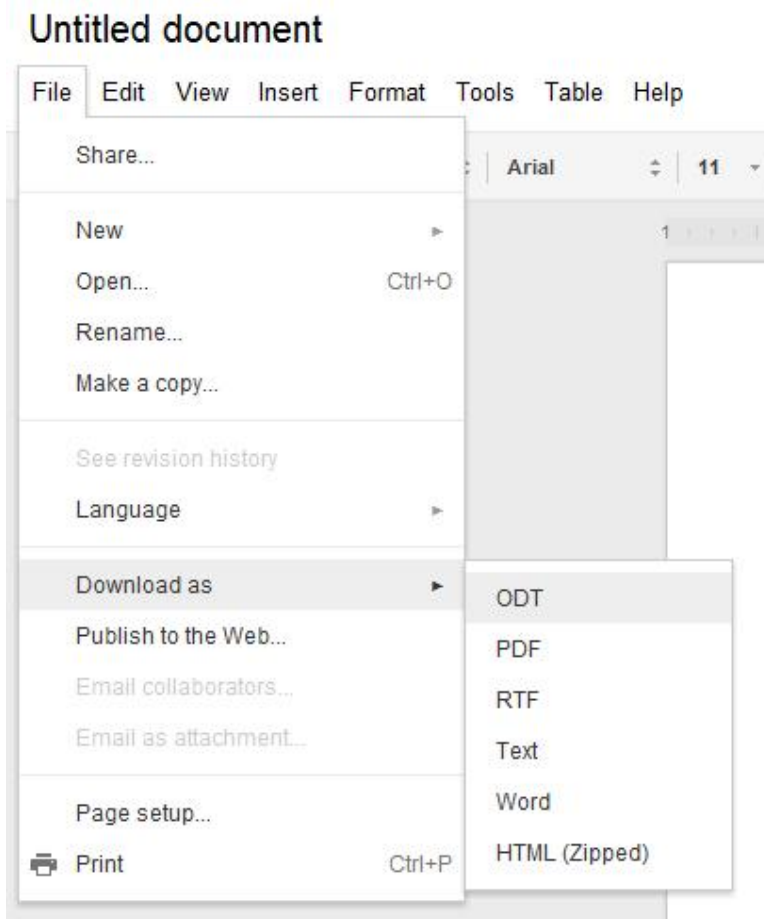 Untitled document
File Edit View Insert Format Tools Table Help
Share...
Arial 11
New
1
Open... Ctrl+O
Rename...
Make a copy...
See revision history
Language
Download as
ODT
Publish to the Web...
PDF
Email collaborators...
RTF
Email as attachment...
Text
Word
Page setup...
HTML (Zipped)
Print Ctrl+P